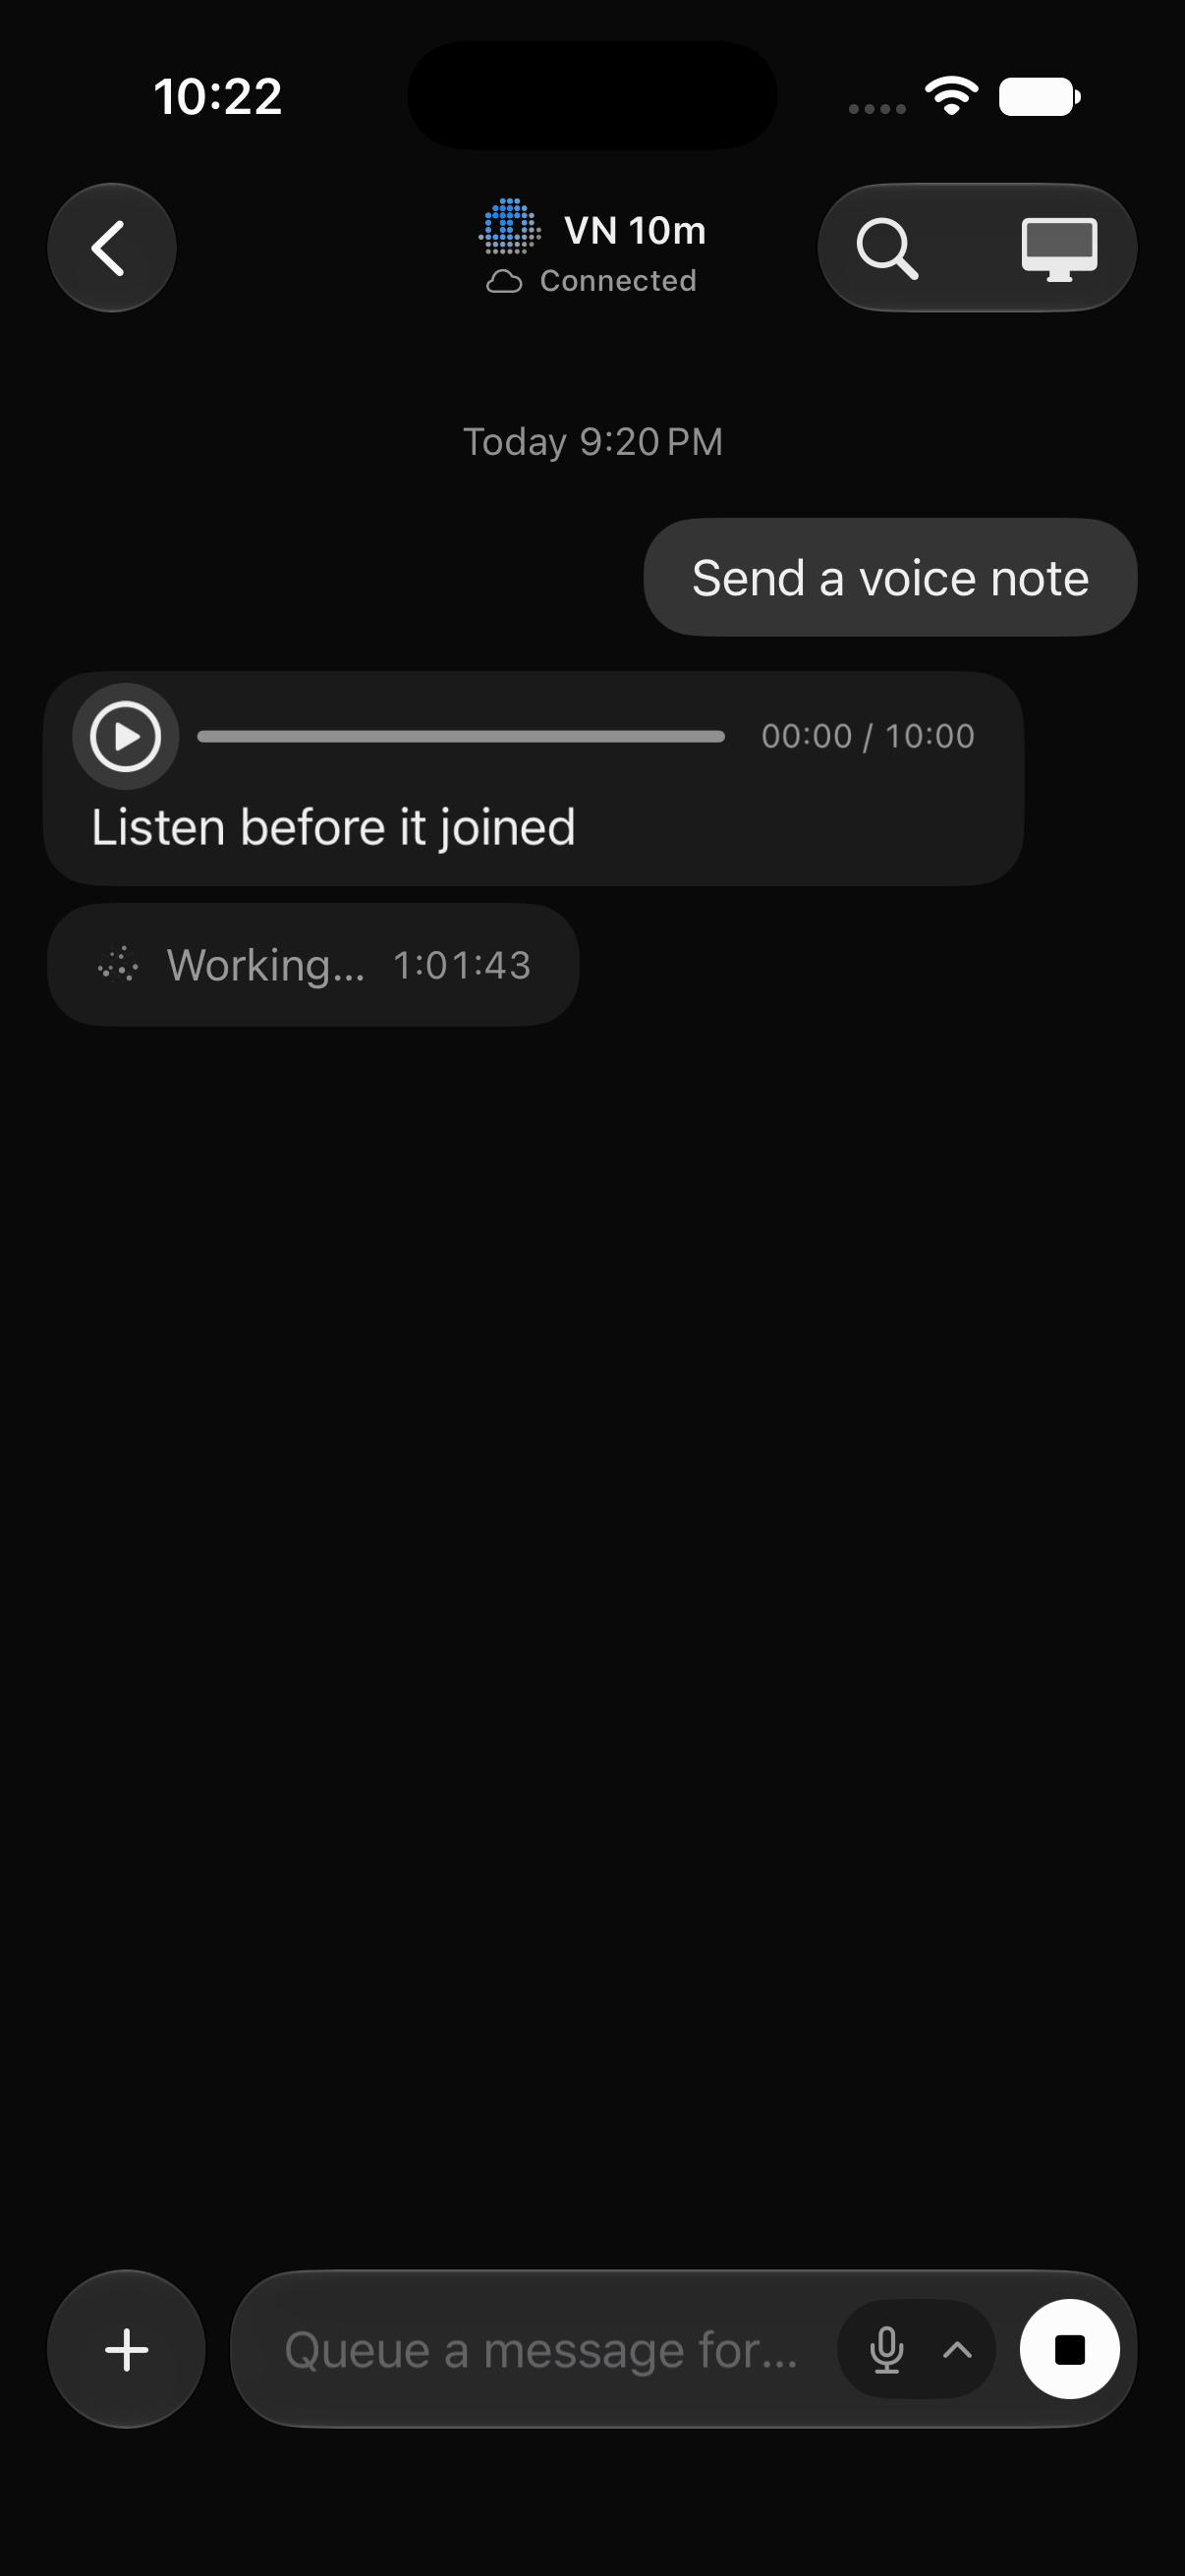 10:22
VN 10m
Connected
Today 9:20 PM
Send a voice note
00:00 / 10:00
Listen before it joined
Working... 1:01:43
Queue a message for...